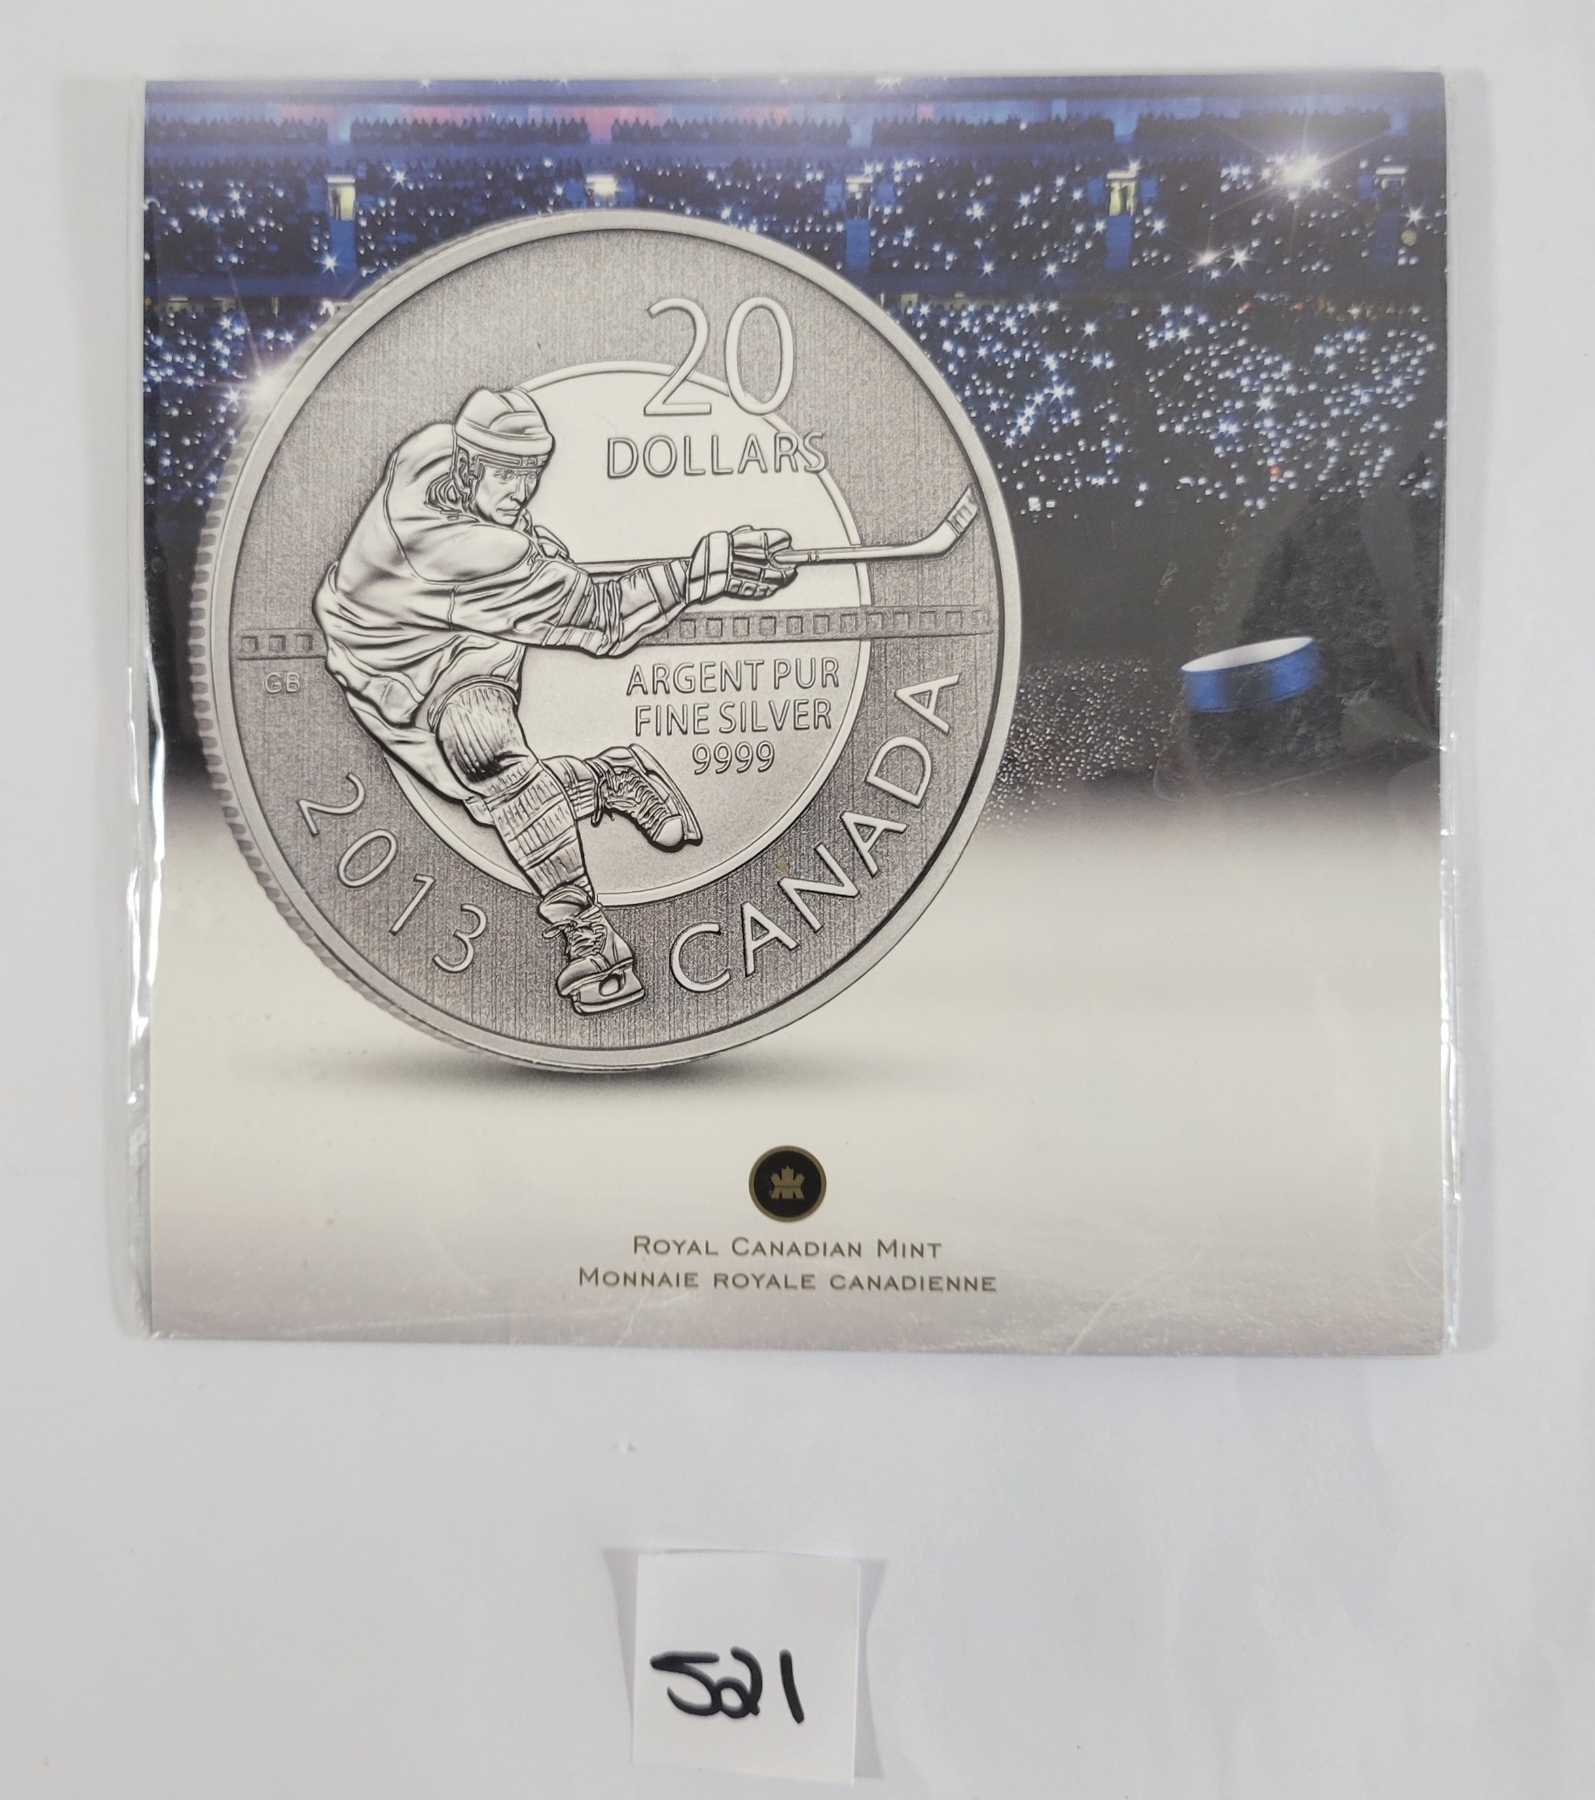 20
DOLLARS
ARGENT PUR
FINE SILVER
9999
GB
2013
CANADA
ROYAL CANADIAN MINT
MONNAIE ROYALE CANADIENNE
521